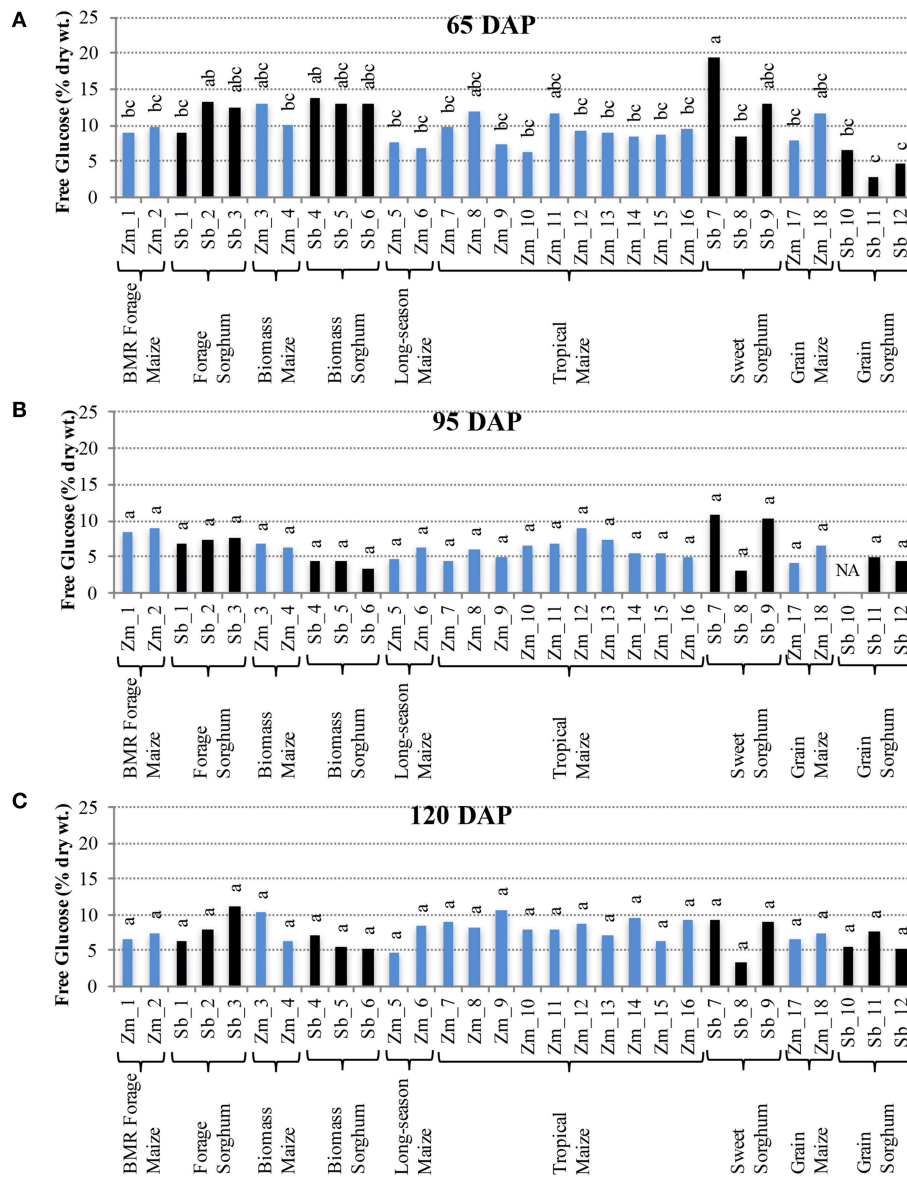 A
65 DAP
Free Glucose (% dry wt.)
25
20
15
10
5
0
bc bc bc ab abc abc bc ab abc abc bc bc bc abc bc bc abc bc bc bc bc bc a bc abc bc abc bc c c
Zm_1 Zm_2 Sb_1 Sb_2 Sb_3 Zm_3 Zm_4 Sb_4 Sb_5 Sb_6 Zm_5 Zm_6 Zm_7 Zm_8 Zm_9 Zm_10 Zm_11 Zm_12 Zm_13 Zm_14 Zm_15 Zm_16 Sb_7 Sb_8 Sb_9 Zm_17 Zm_18 Sb_10 Sb_11 Sb_12
BMR Forage
Maize
Forage
Sorghum
Biomass
Maize
Biomass
Sorghum
Long-season
Maize
Tropical
Maize
Sweet
Sorghum
Grain
Maize
Grain
Sorghum
B
95 DAP
Free Glucose (% dry wt.)
25
20
15
10
5
0
a a a a a a a a a a a a a a a a a a a a a a a a a a a NA a a
Zm_1 Zm_2 Sb_1 Sb_2 Sb_3 Zm_3 Zm_4 Sb_4 Sb_5 Sb_6 Zm_5 Zm_6 Zm_7 Zm_8 Zm_9 Zm_10 Zm_11 Zm_12 Zm_13 Zm_14 Zm_15 Zm_16 Sb_7 Sb_8 Sb_9 Zm_17 Zm_18 Sb_10 Sb_11 Sb_12
BMR Forage
Maize
Forage
Sorghum
Biomass
Maize
Biomass
Sorghum
Long-season
Maize
Tropical
Maize
Sweet
Sorghum
Grain
Maize
Grain
Sorghum
C
120 DAP
Free Glucose (% dry wt.)
25
20
15
10
5
0
a a a a a a a a a a a a a a a a a a a a a a a a a a a a a a
Zm_1 Zm_2 Sb_1 Sb_2 Sb_3 Zm_3 Zm_4 Sb_4 Sb_5 Sb_6 Zm_5 Zm_6 Zm_7 Zm_8 Zm_9 Zm_10 Zm_11 Zm_12 Zm_13 Zm_14 Zm_15 Zm_16 Sb_7 Sb_8 Sb_9 Zm_17 Zm_18 Sb_10 Sb_11 Sb_12
BMR Forage
Maize
Forage
Sorghum
Biomass
Maize
Biomass
Sorghum
Long-season
Maize
Tropical
Maize
Sweet
Sorghum
Grain
Maize
Grain
Sorghum